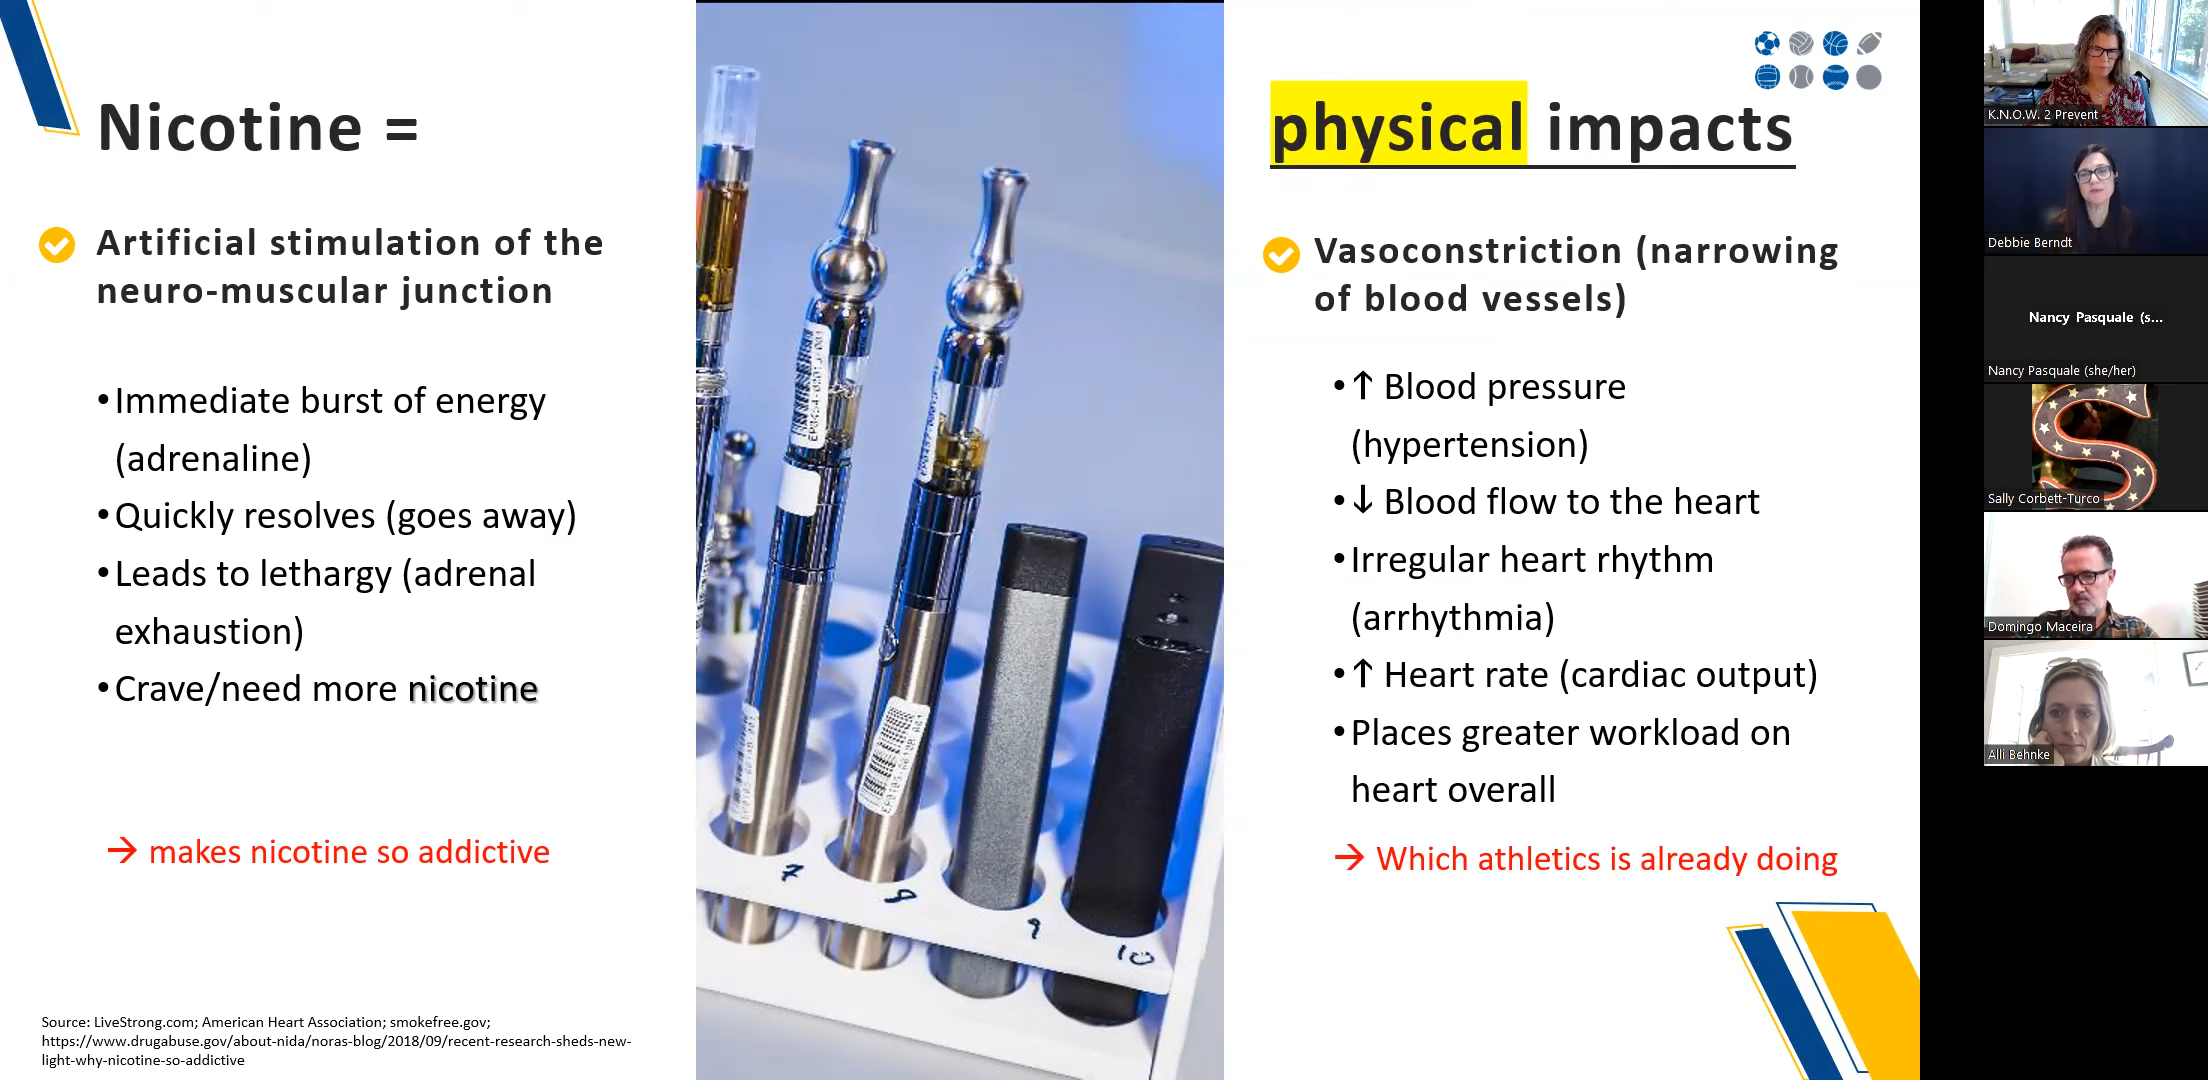 Nicotine =
Artificial stimulation of the
neuro-muscular junction
•Immediate burst of energy
(adrenaline)
•Quickly resolves (goes away)
•Leads to lethargy (adrenal
exhaustion)
•Crave/need more nicotine
→ makes nicotine so addictive
Source: LiveStrong.com; American Heart Association; smokefree.gov;
https://www.drugabuse.gov/about-nida/noras-blog/2018/09/recent-research-sheds-new-
light-why-nicotine-so-addictive
7
8
9
10
physical impacts
Vasoconstriction (narrowing
of blood vessels)
•↑ Blood pressure
(hypertension)
•↓ Blood flow to the heart
•Irregular heart rhythm
(arrhythmia)
•↑ Heart rate (cardiac output)
•Places greater workload on
heart overall
→ Which athletics is already doing
K.N.O.W. 2 Prevent
Debbie Berndt
Nancy Pasquale (s...
Nancy Pasquale (she/her)
S
Sally Corbett-Turco
Domingo Maceira
Alli Behnke